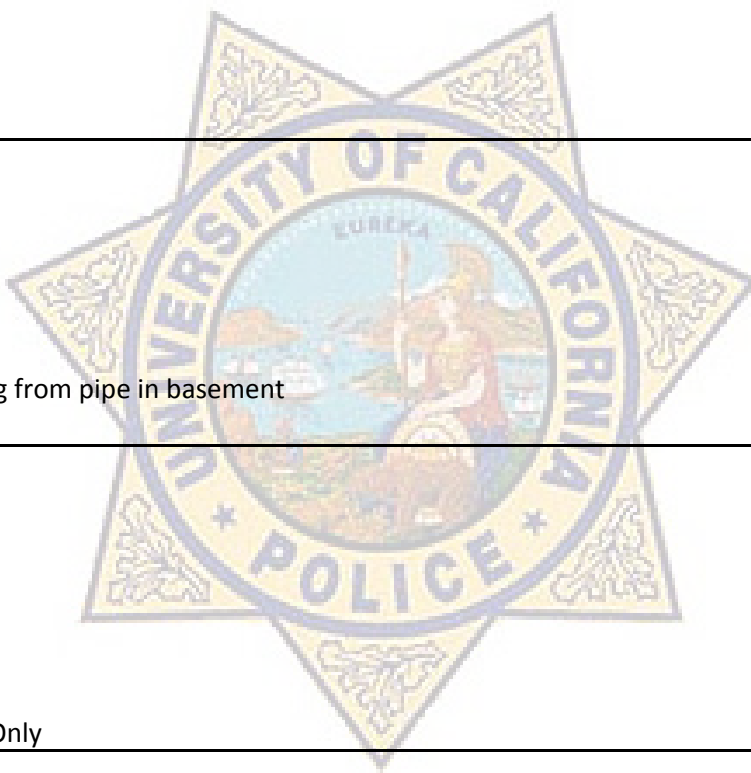 UNIVERSITY OF CALIFORNIA
EUREKA
g from pipe in basement
POLICE
Only